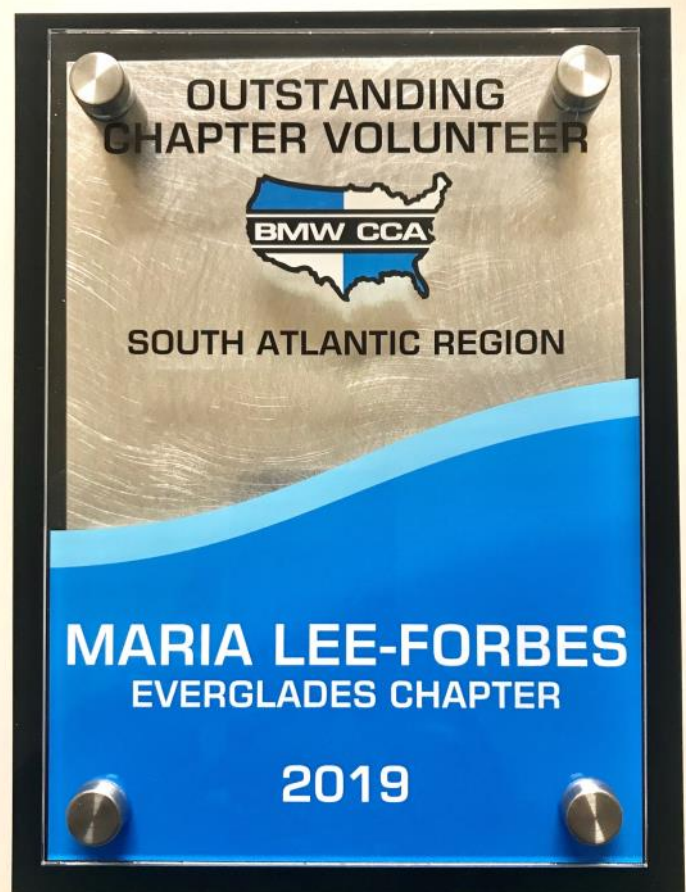 OUTSTANDING
CHAPTER VOLUNTEER
BMW CCA
SOUTH ATLANTIC REGION
MARIA LEE-FORBES
EVERGLADES CHAPTER
2019